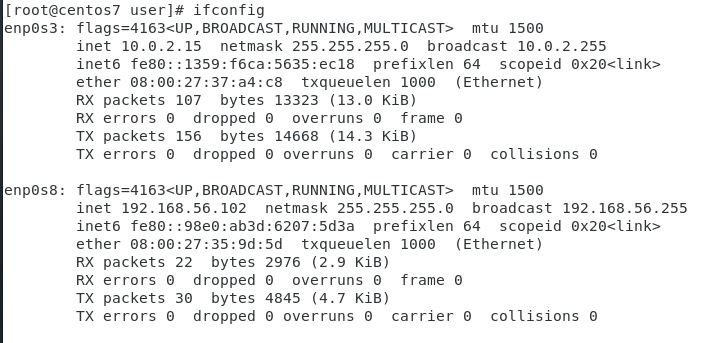 [root@centos7 user]# ifconfig
enp0s3: flags=4163<UP,BROADCAST,RUNNING,MULTICAST>  mtu 1500
        inet 10.0.2.15  netmask 255.255.255.0  broadcast 10.0.2.255
        inet6 fe80::1359:f6ca:5635:ec18  prefixlen 64  scopeid 0x20<link>
        ether 08:00:27:37:a4:c8  txqueuelen 1000  (Ethernet)
        RX packets 107  bytes 13323 (13.0 KiB)
        RX errors 0  dropped 0  overruns 0  frame 0
        TX packets 156  bytes 14668 (14.3 KiB)
        TX errors 0  dropped 0 overruns 0  carrier 0  collisions 0

enp0s8: flags=4163<UP,BROADCAST,RUNNING,MULTICAST>  mtu 1500
        inet 192.168.56.102  netmask 255.255.255.0  broadcast 192.168.56.255
        inet6 fe80::98e0:ab3d:6207:5d3a  prefixlen 64  scopeid 0x20<link>
        ether 08:00:27:35:9d:5d  txqueuelen 1000  (Ethernet)
        RX packets 22  bytes 2976 (2.9 KiB)
        RX errors 0  dropped 0  overruns 0  frame 0
        TX packets 30  bytes 4845 (4.7 KiB)
        TX errors 0  dropped 0 overruns 0  carrier 0  collisions 0